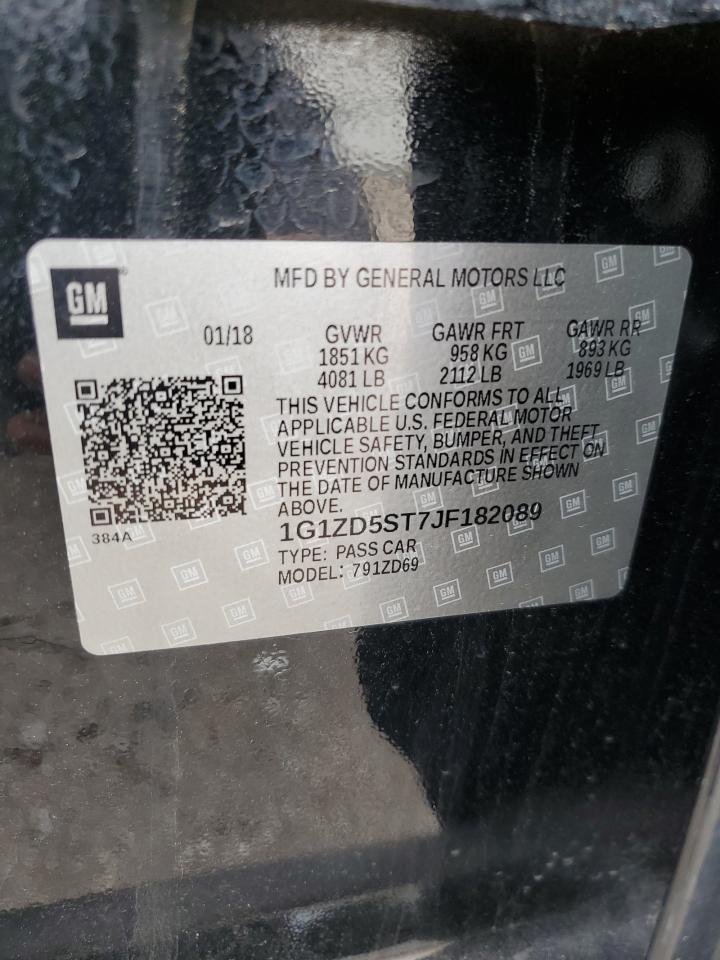 GM
MFD BY GENERAL MOTORS LLC
01/18 GVWR GAWR FRT GAWR RR
1851 KG 958 KG 893 KG
4081 LB 2112 LB 1969 LB
THIS VEHICLE CONFORMS TO ALL
APPLICABLE U.S. FEDERAL MOTOR
VEHICLE SAFETY, BUMPER, AND THEFT
PREVENTION STANDARDS IN EFFECT ON
THE DATE OF MANUFACTURE SHOWN
ABOVE.
384A
1G1ZD5ST7JF182089
TYPE: PASS CAR
MODEL: 791ZD69